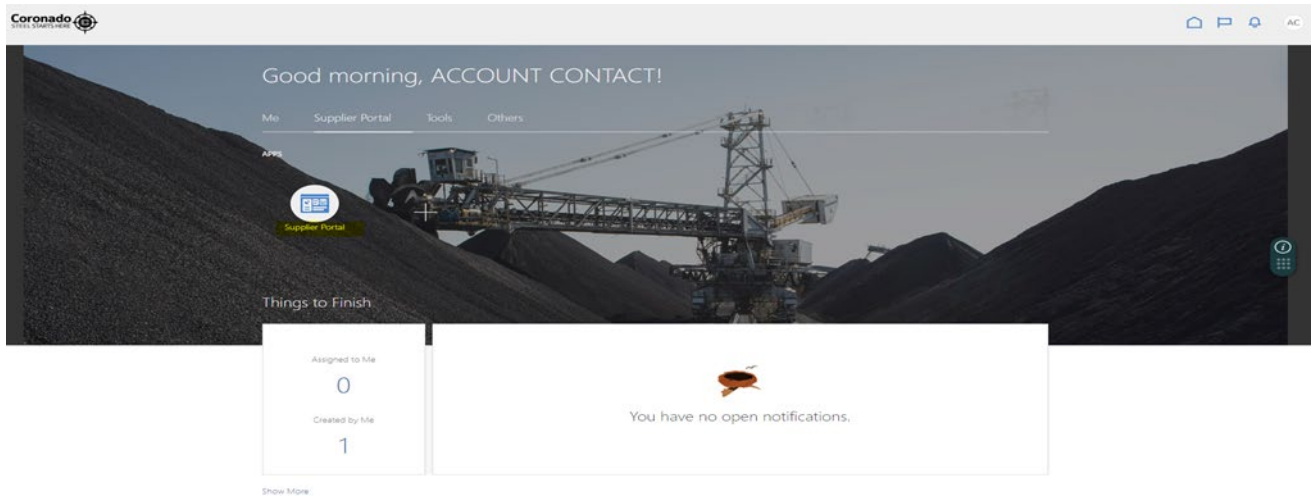 Coronado
STEEL STARTS HERE
AC
Good morning, ACCOUNT CONTACT!
Me Supplier Portal Tools Others
APPS
Supplier Portal
Things to Finish
Assigned to Me
0
Created by Me
1
You have no open notifications.
Show More